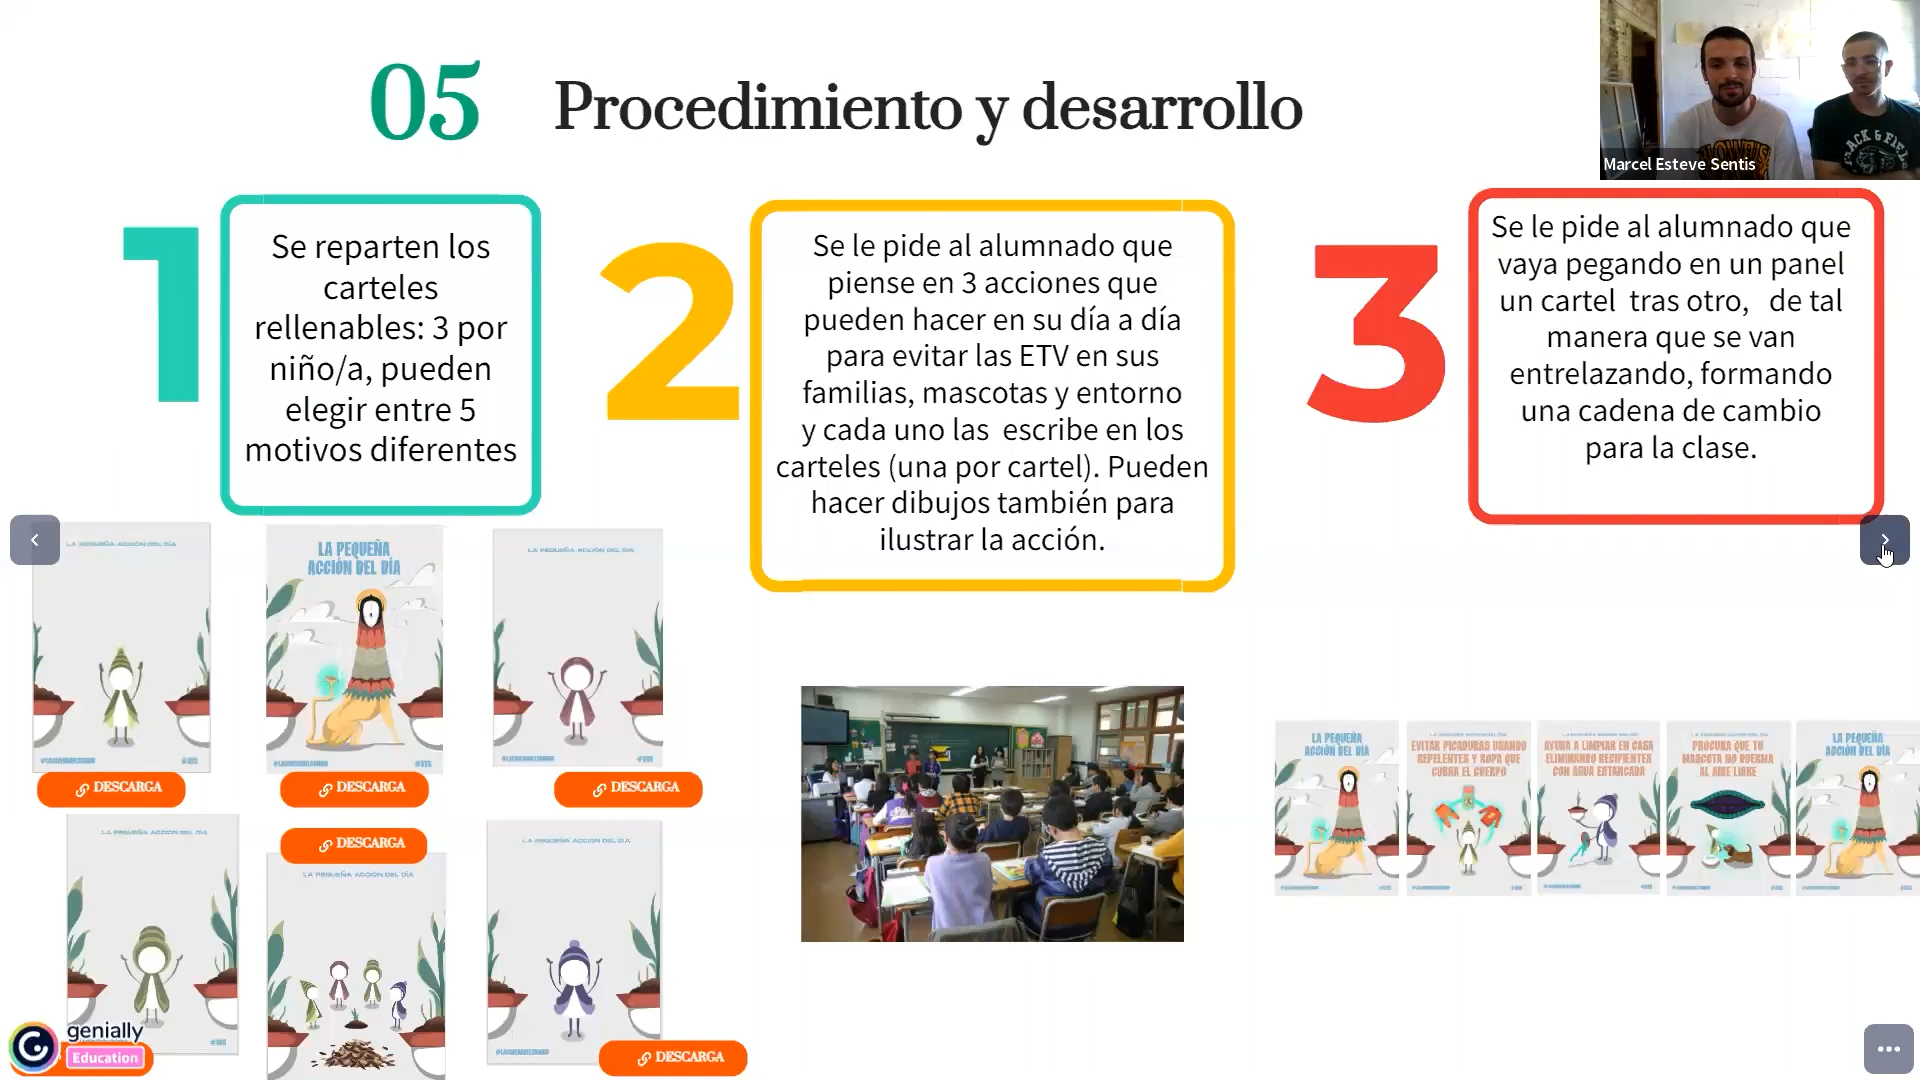 05 Procedimiento y desarrollo
Marcel Esteve Sentis
1
Se reparten los
carteles
rellenables: 3 por
niño/a, pueden
elegir entre 5
motivos diferentes
2
Se le pide al alumnado que
piense en 3 acciones que
pueden hacer en su día a día
para evitar las ETV en sus
familias, mascotas y entorno
y cada uno las escribe en los
carteles (una por cartel). Pueden
hacer dibujos también para
ilustrar la acción.
3
Se le pide al alumnado que
vaya pegando en un panel
un cartel tras otro, de tal
manera que se van
entrelazando, formando
una cadena de cambio
para la clase.
LA PEQUEÑA ACCIÓN DEL DÍA
LA PEQUEÑA
ACCIÓN DEL DÍA
LA PEQUEÑA ACCIÓN DEL DÍA
DESCARGA
DESCARGA
DESCARGA
LA PEQUEÑA ACCIÓN DEL DÍA
DESCARGA
LA PEQUEÑA ACCIÓN DEL DÍA
LA PEQUEÑA ACCIÓN DEL DÍA
DESCARGA
genially
Education
LA PEQUEÑA
ACCIÓN DEL DÍA
EVITAR PICADURAS USANDO
REPELENTES Y ROPA QUE
CUBRA EL CUERPO
AYUDA A LIMPIAR EN CASA
ELIMINANDO RECIPIENTES
CON AGUA ESTANCADA
PROCURA QUE TU
MASCOTA NO DUERMA
AL AIRE LIBRE
LA PEQUEÑA
ACCIÓN DEL DÍA